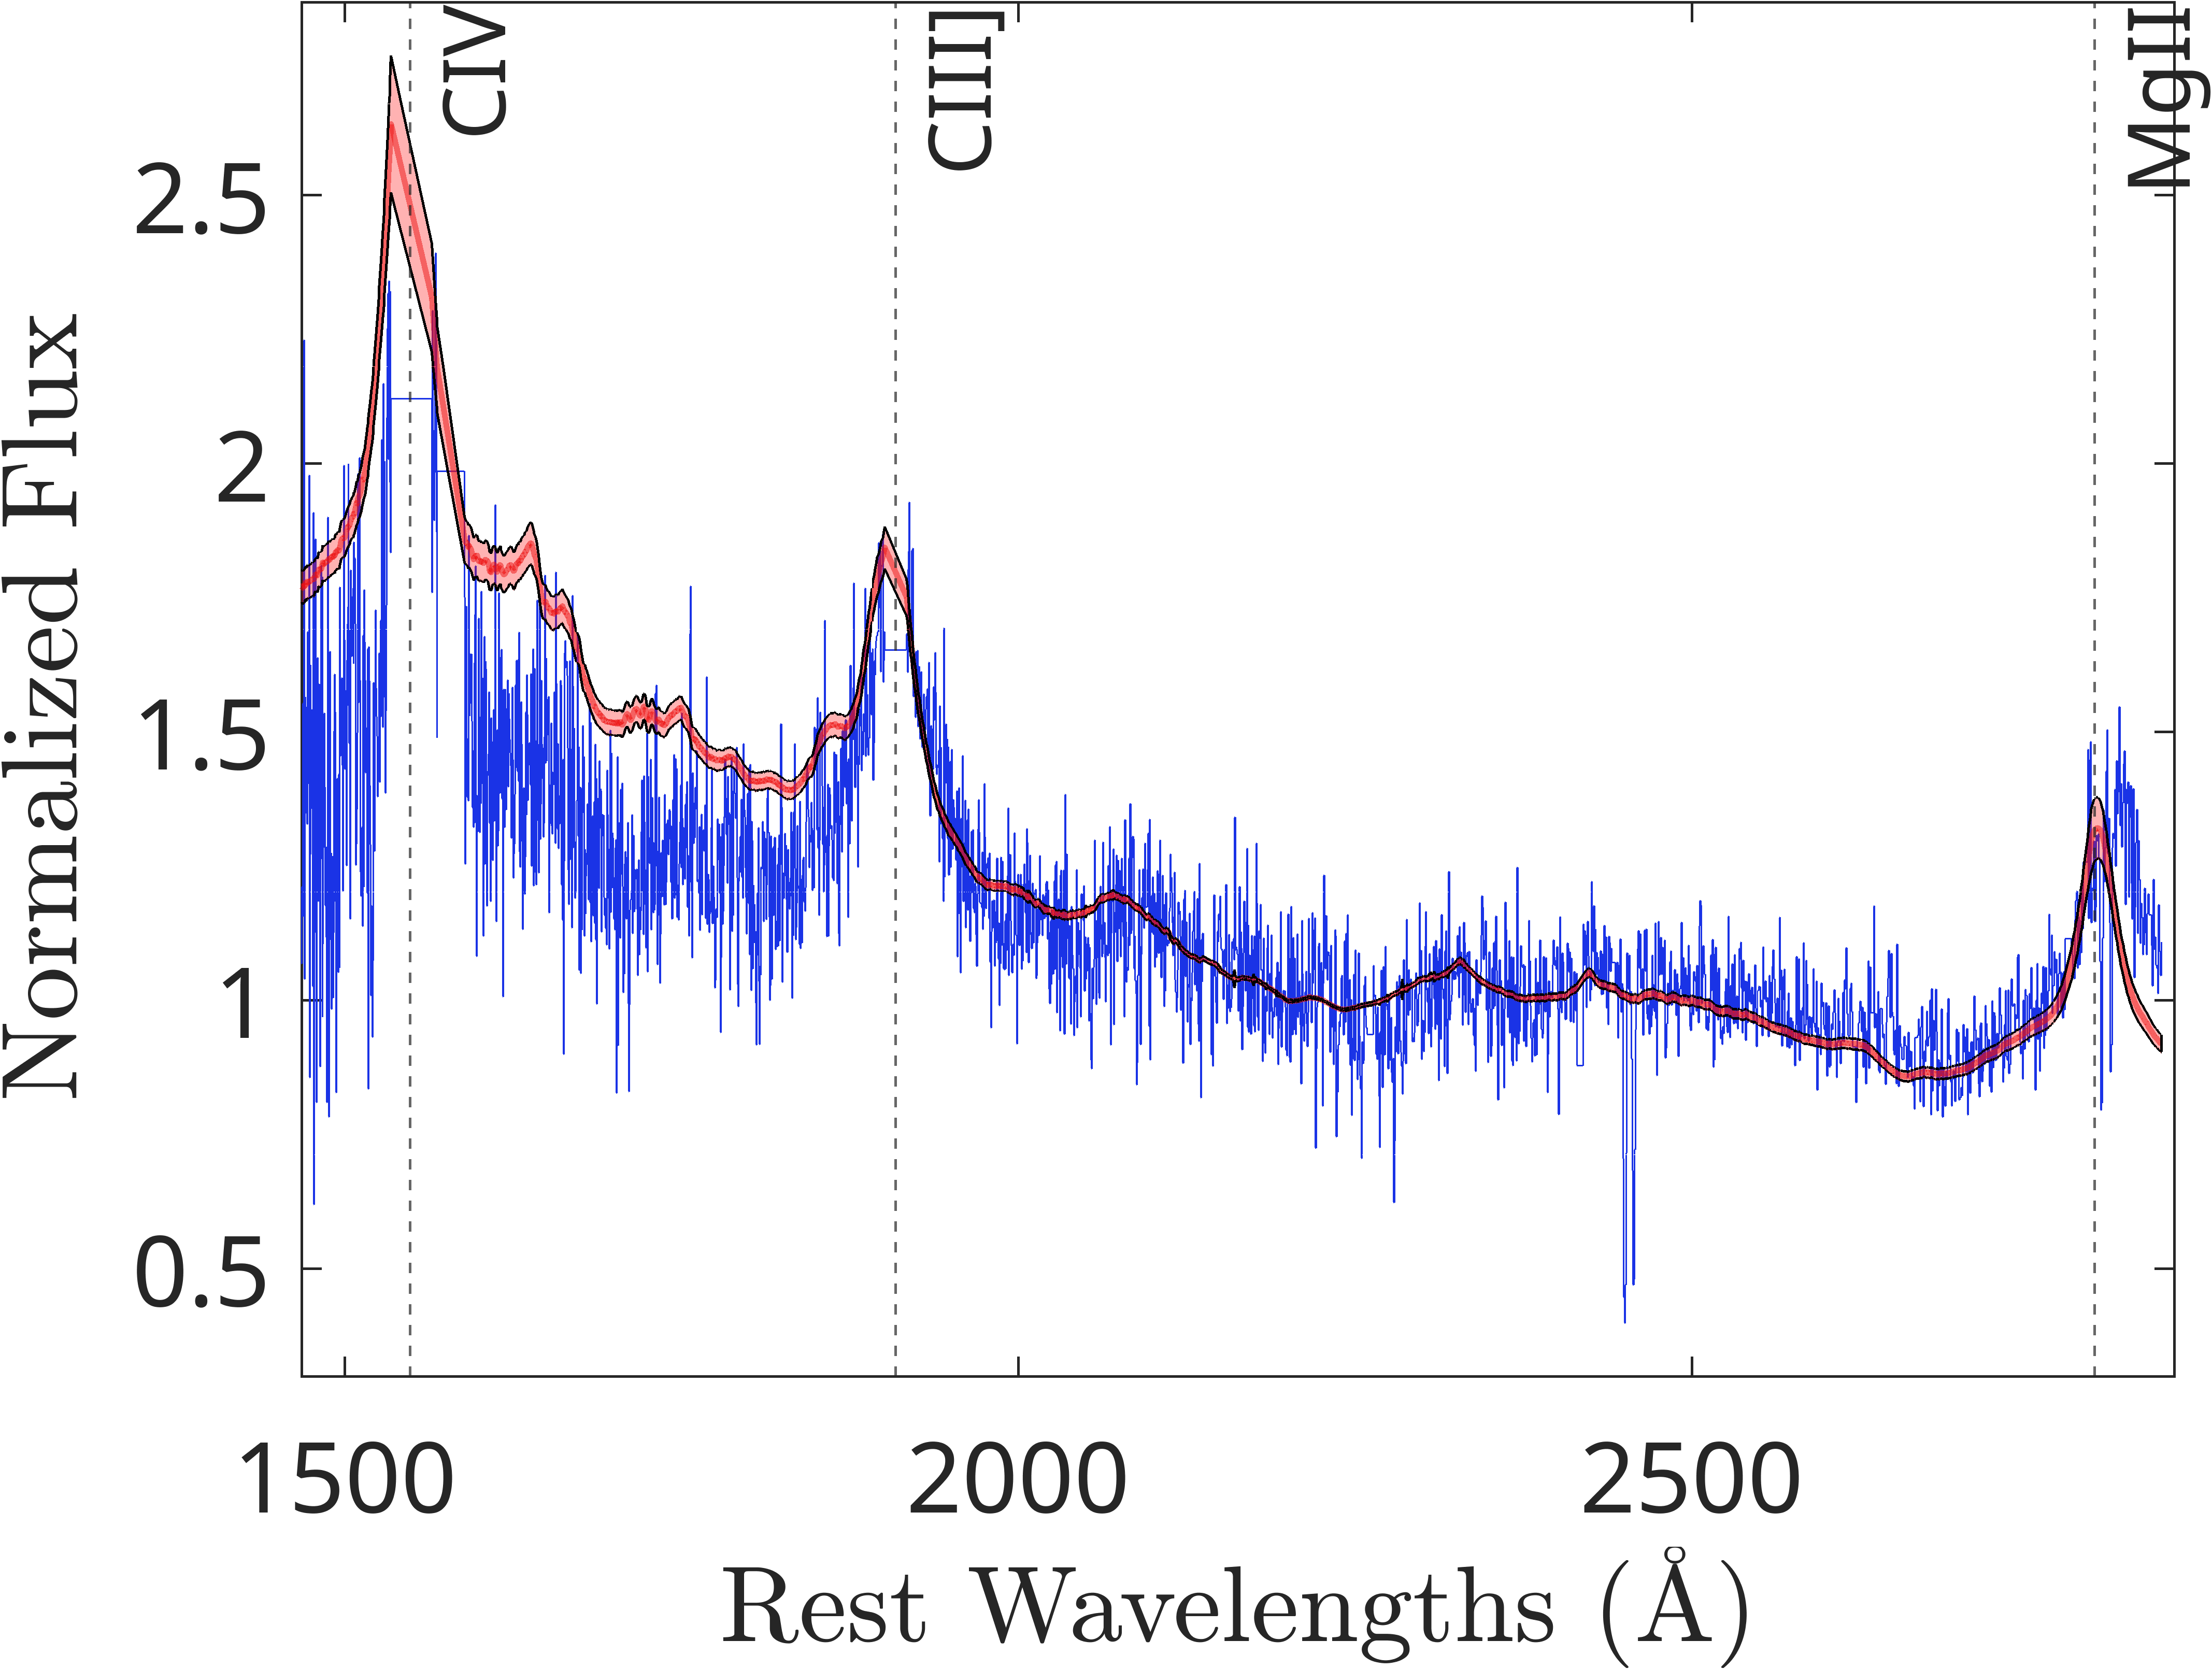 CIV
CIII]
MgII
Normalized Flux
2.5
2
1.5
1
0.5
1500
2000
2500
Rest Wavelengths (Å)